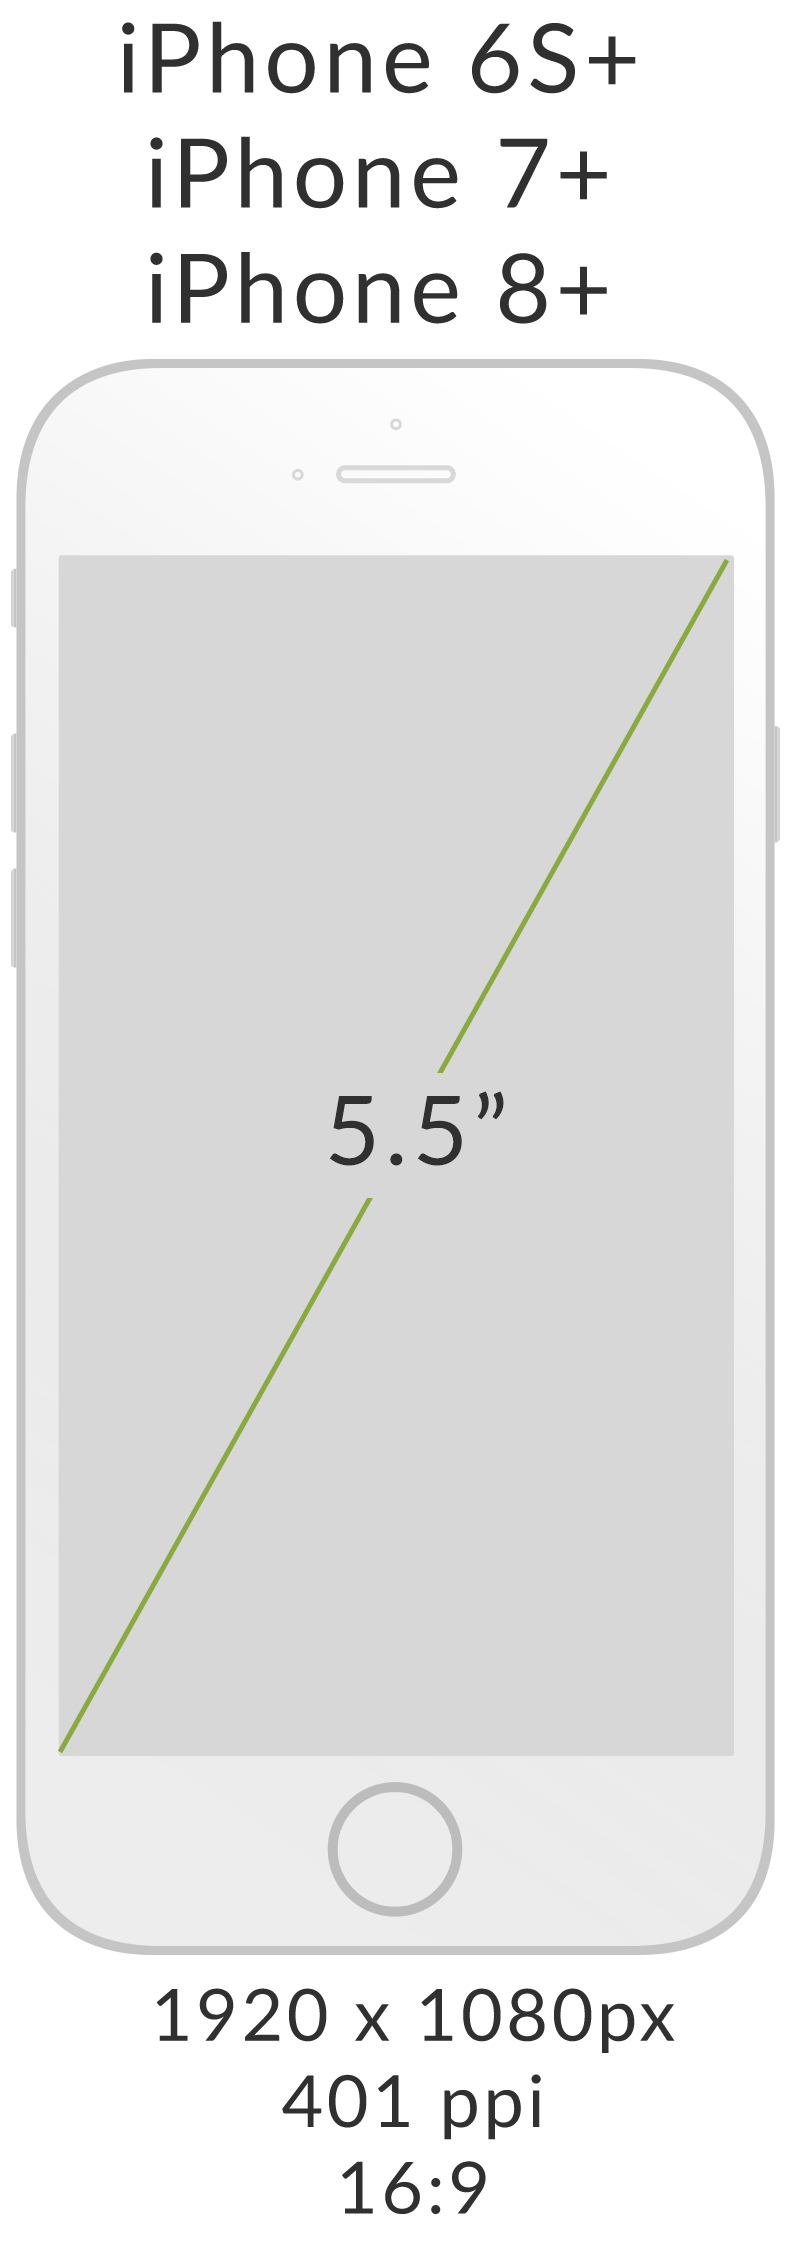 iPhone 6S+
iPhone 7+
iPhone 8+
5.5”
1920 x 1080px
401 ppi
16:9